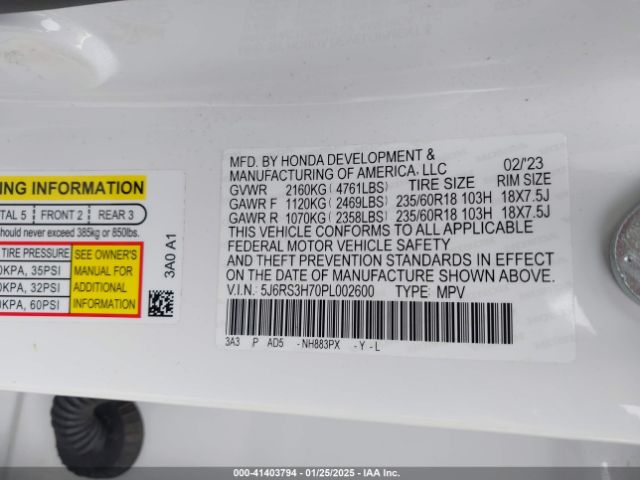 ING INFORMATION
TAL 5 FRONT 2 REAR 3
hould never exceed 385kg or 850lbs.
TIRE PRESSURE SEE OWNER'S
0KPA, 35PSI MANUAL FOR
0KPA, 32PSI ADDITIONAL
0KPA, 60PSI INFORMATION
3A0 A1
MFD. BY HONDA DEVELOPMENT &
MANUFACTURING OF AMERICA, LLC 02/'23
GVWR 2160KG ( 4761LBS) TIRE SIZE RIM SIZE
GAWR F 1120KG ( 2469LBS) 235/60R18 103H 18X7.5J
GAWR R 1070KG ( 2358LBS) 235/60R18 103H 18X7.5J
THIS VEHICLE CONFORMS TO ALL APPLICABLE
FEDERAL MOTOR VEHICLE SAFETY
AND THEFT PREVENTION STANDARDS IN EFFECT
ON THE DATE OF MANUFACTURE SHOWN ABOVE.
V.I.N.: 5J6RS3H70PL002600 TYPE: MPV
3A3 P AD5 -NH883PX -Y-L
000-41403794 - 01/25/2025 - IAAI.COM